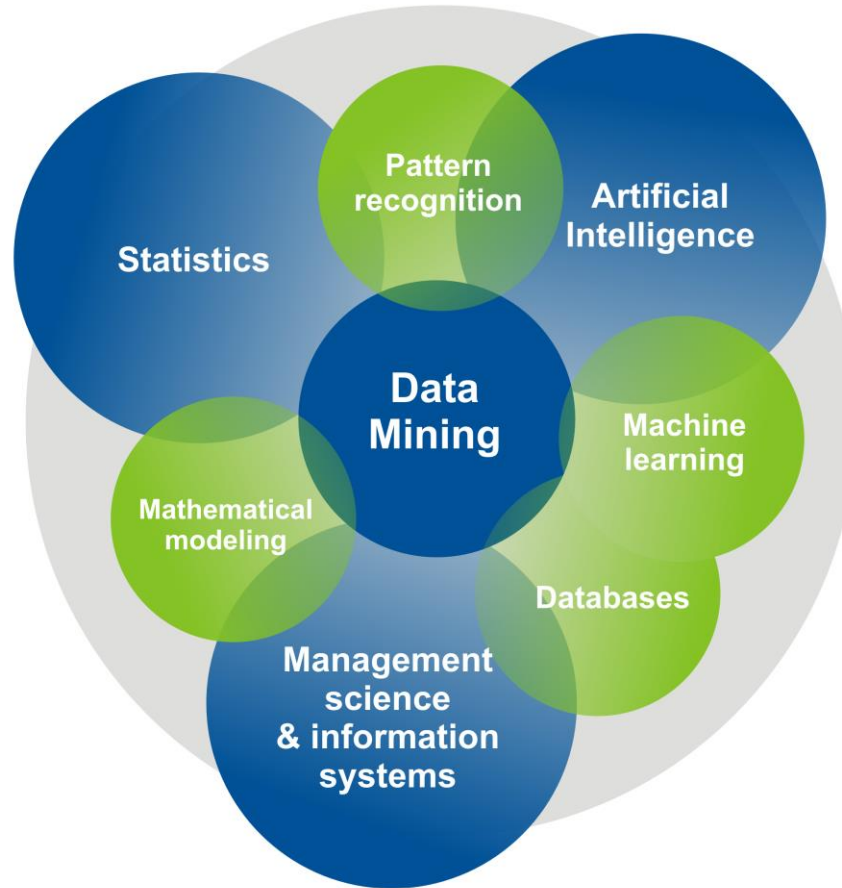 Pattern
recognition
Artificial
Intelligence
Statistics
Data
Mining
Machine
learning
Mathematical
modeling
Databases
Management
science
& information
systems